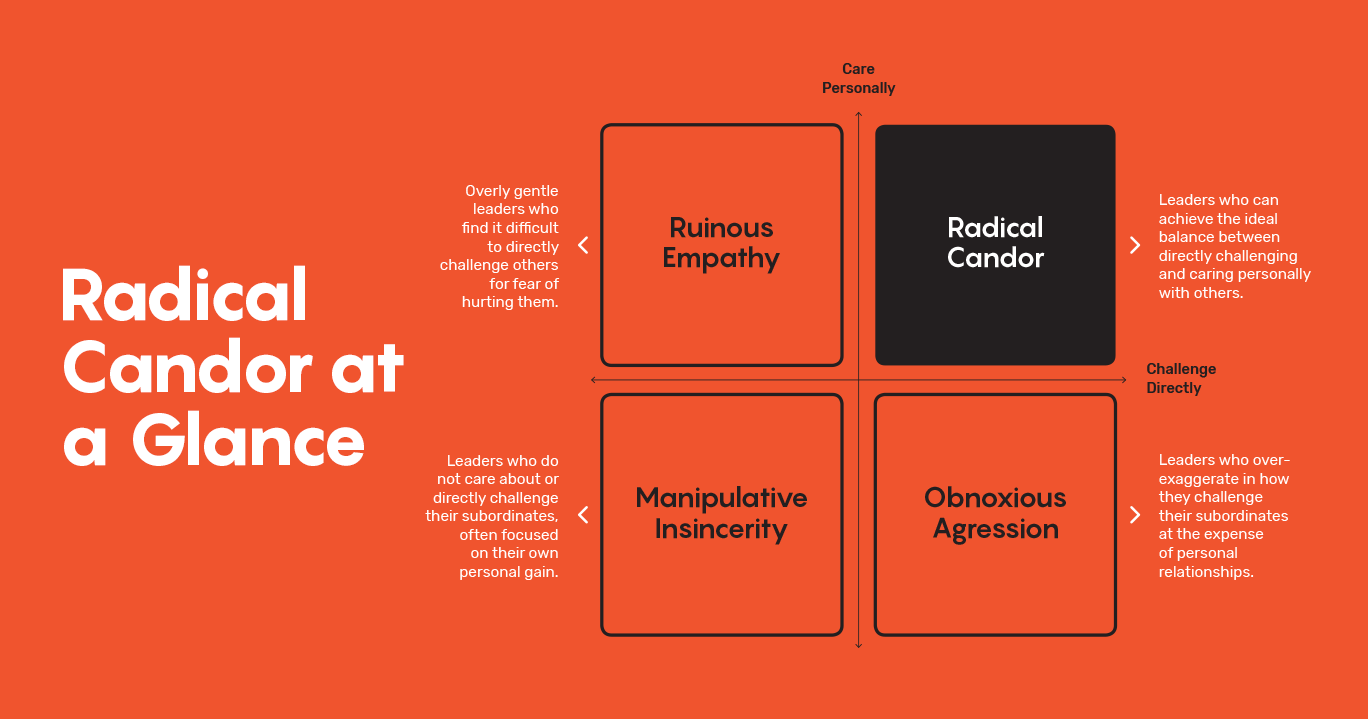 Radical
Candor at
a Glance
Care
Personally
Overly gentle
leaders who
find it difficult
to directly
challenge others
for fear of
hurting them.
Ruinous
Empathy
Radical
Candor
Leaders who can
achieve the ideal
balance between
directly challenging
and caring personally
with others.
Challenge
Directly
Leaders who do
not care about or
directly challenge
their subordinates,
often focused
on their own
personal gain.
Manipulative
Insincerity
Obnoxious
Agression
Leaders who over-
exaggerate in how
they challenge
their subordinates
at the expense
of personal
relationships.